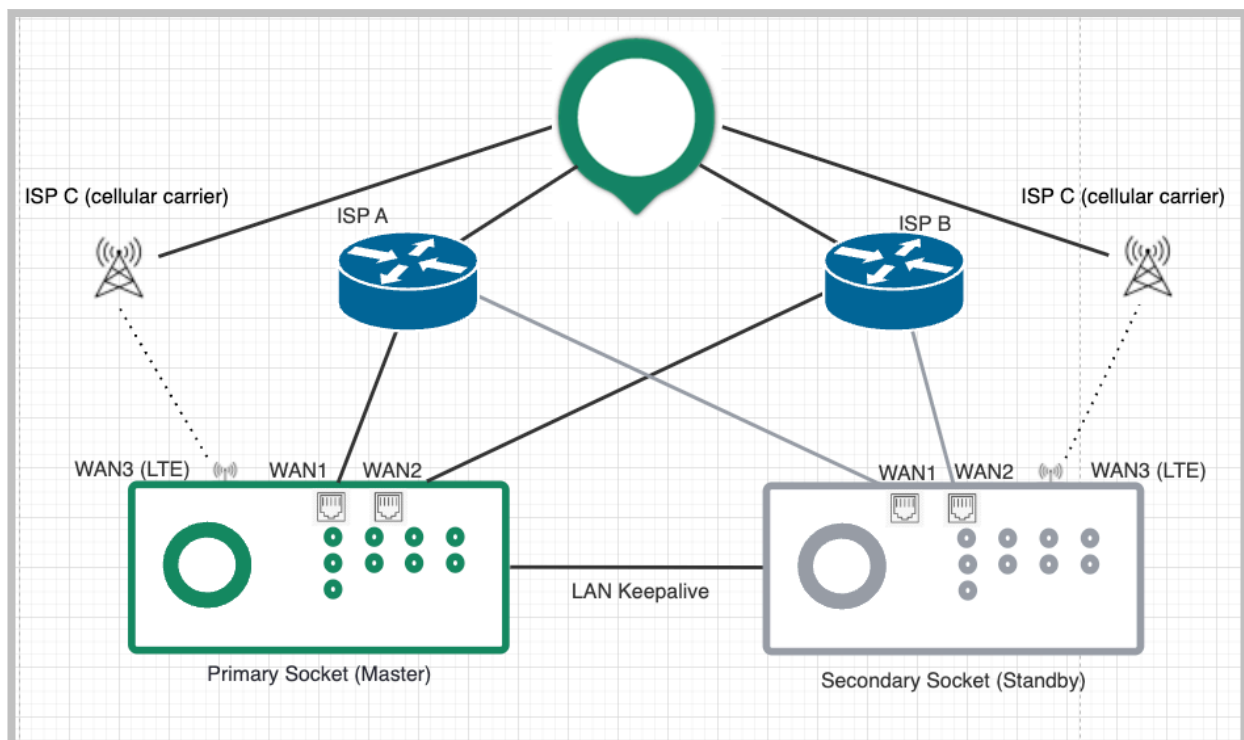 ISP C (cellular carrier)
ISP C (cellular carrier)
ISP A
ISP B
WAN3 (LTE)
WAN1
WAN2
WAN1
WAN2
WAN3 (LTE)
LAN Keepalive
Primary Socket (Master)
Secondary Socket (Standby)